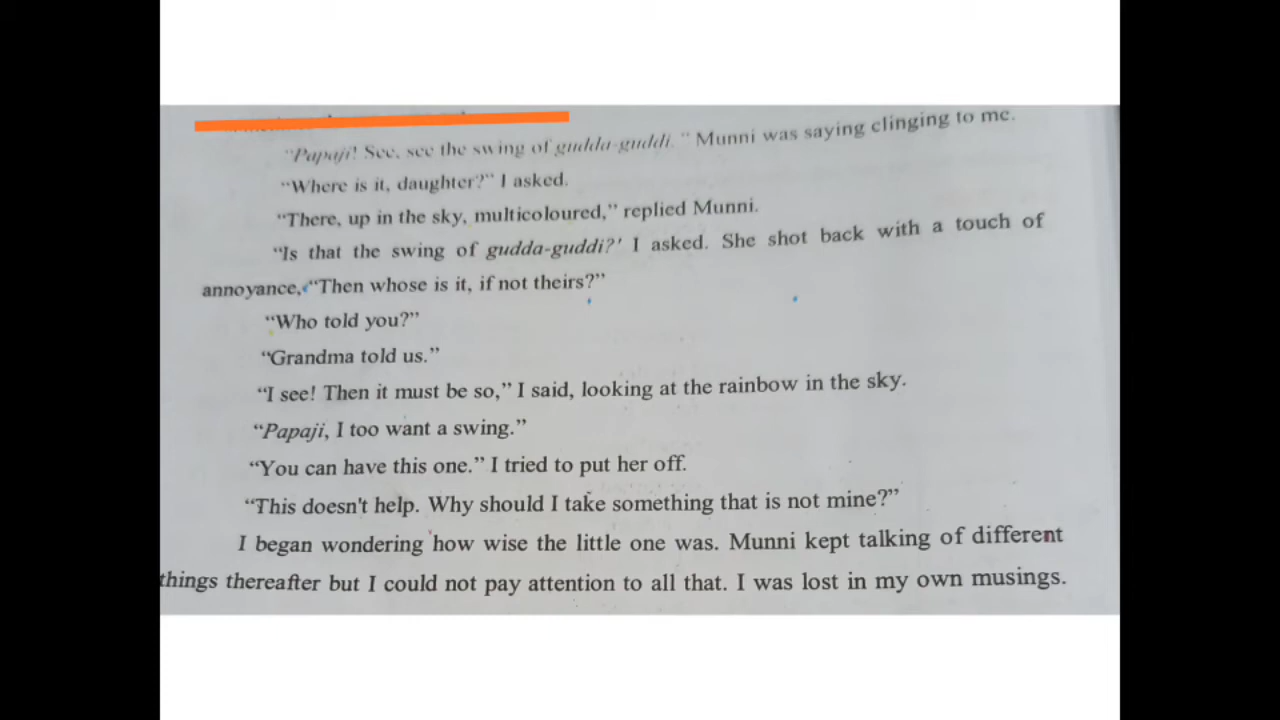 "Papaji! See, see the swing of gudda-guddi." Munni was saying clinging to me.
"Where is it, daughter?" I asked.
"There, up in the sky, multicoloured," replied Munni.
"Is that the swing of gudda-guddi?' I asked. She shot back with a touch of
annoyance, "Then whose is it, if not theirs?"
"Who told you?"
"Grandma told us."
"I see! Then it must be so," I said, looking at the rainbow in the sky.
"Papaji, I too want a swing."
"You can have this one." I tried to put her off.
"This doesn't help. Why should I take something that is not mine?"
I began wondering how wise the little one was. Munni kept talking of different
things thereafter but I could not pay attention to all that. I was lost in my own musings.